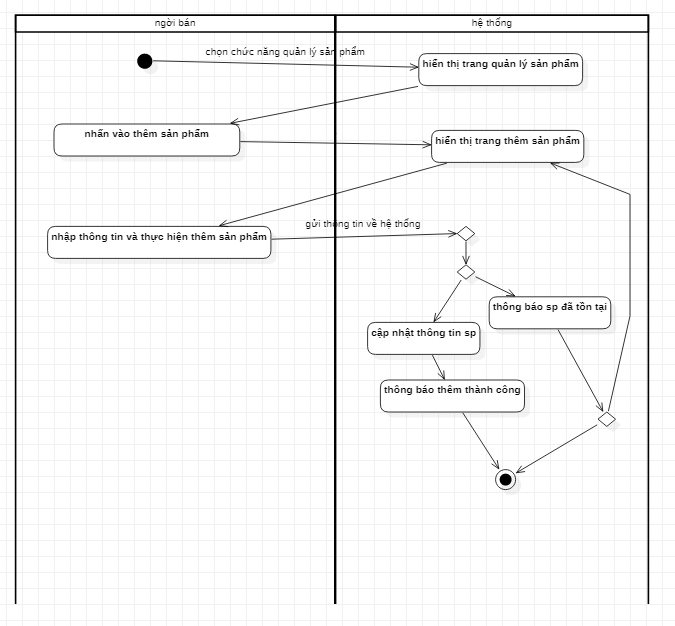 ngời bán
hệ thống
chọn chức năng quản lý sản phẩm
hiển thị trang quản lý sản phẩm
nhấn vào thêm sản phẩm
hiển thị trang thêm sản phẩm
gửi thông tin về hệ thống
nhập thông tin và thực hiện thêm sản phẩm
thông báo sp đã tồn tại
cập nhật thông tin sp
thông báo thêm thành công